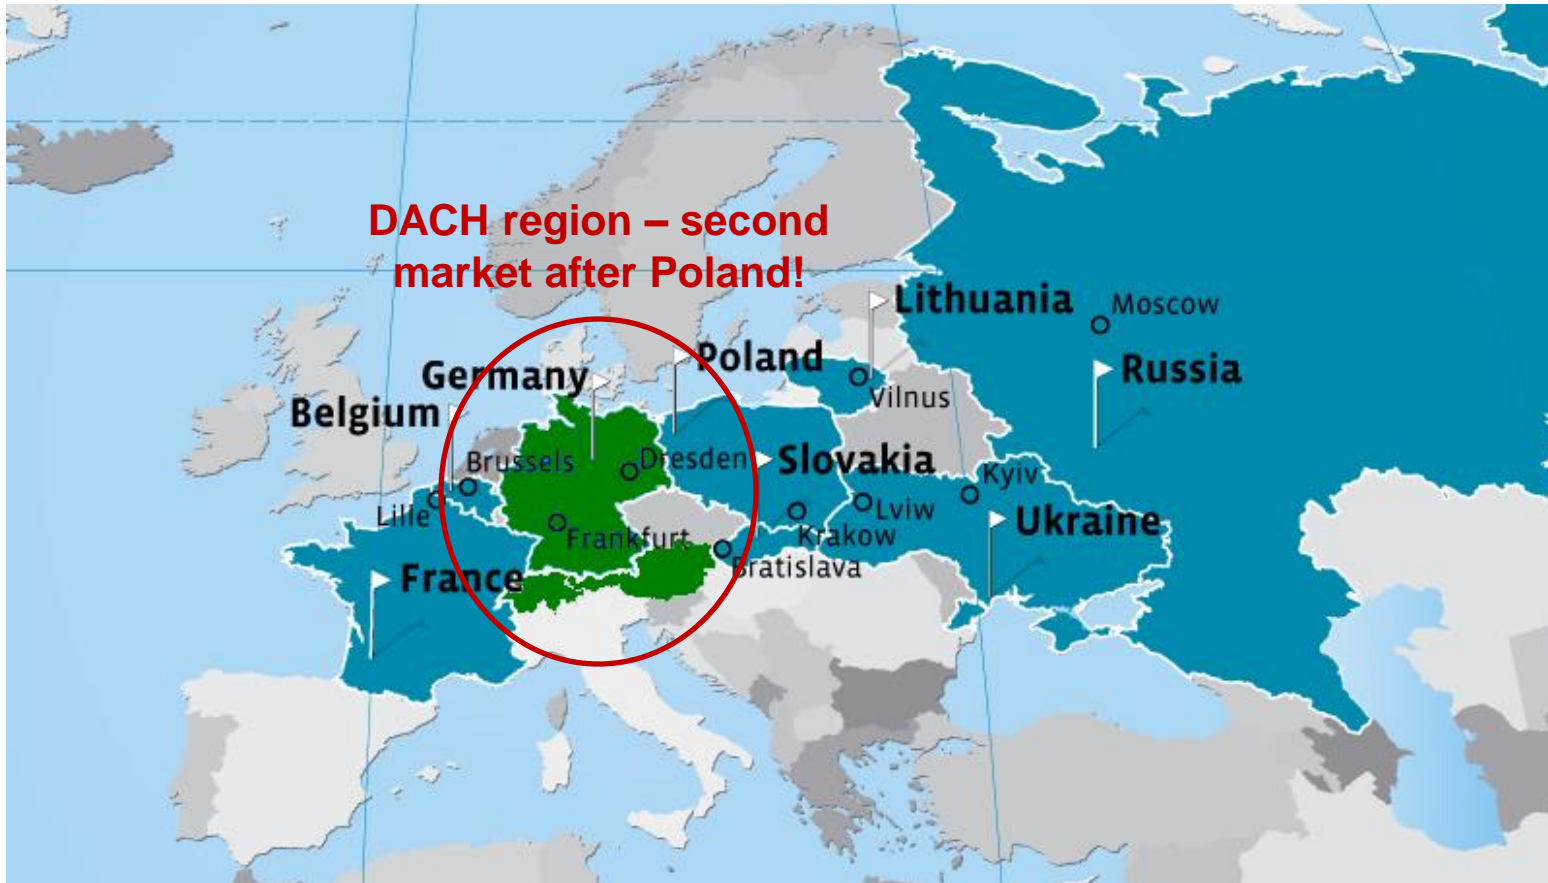 DACH region – second
market after Poland!
Lithuania
Moscow
Poland
Russia
Germany
Vilnus
Belgium
Brussels
Dresden
Slovakia
Kyiv
Lille
Lviw
Ukraine
Frankfurt
Krakow
Bratislava
France